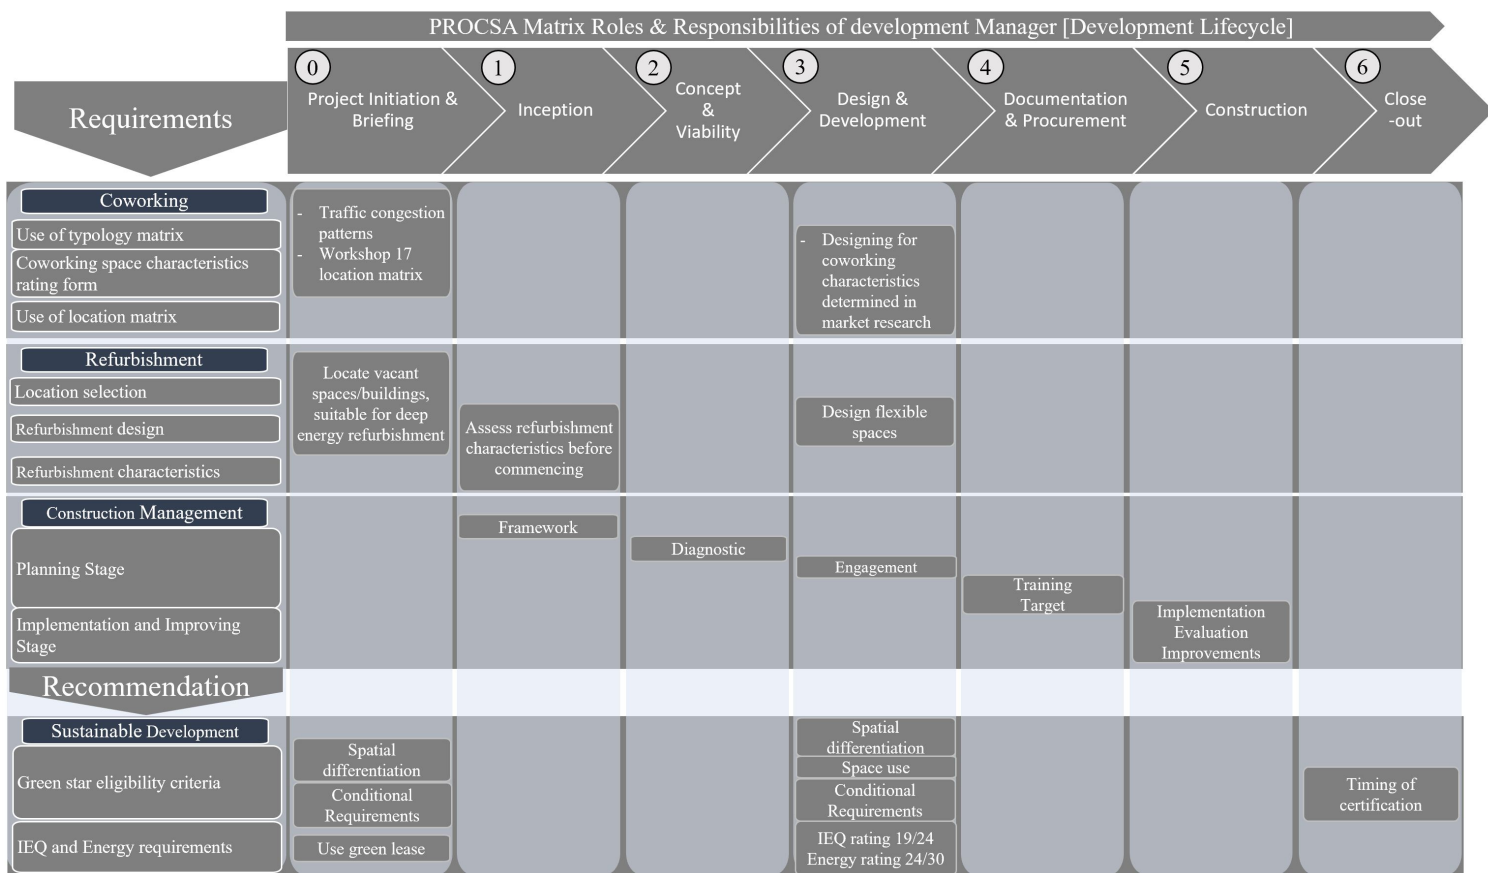 PROCSA Matrix Roles & Responsibilities of development Manager [Development Lifecycle]
Requirements
0
Project Initiation &
Briefing
1
Inception
2
Concept
&
Viability
3
Design &
Development
4
Documentation
& Procurement
5
Construction
6
Close
-out
Coworking
Use of typology matrix
Coworking space characteristics
rating form
Use of location matrix
- Traffic congestion
patterns
- Workshop 17
location matrix
- Designing for
coworking
characteristics
determined in
market research
Refurbishment
Location selection
Refurbishment design
Refurbishment characteristics
Locate vacant
spaces/buildings,
suitable for deep
energy refurbishment
Assess refurbishment
characteristics before
commencing
Design flexible
spaces
Construction Management
Planning Stage
Implementation and Improving
Stage
Framework
Diagnostic
Engagement
Training
Target
Implementation
Evaluation
Improvements
Recommendation
Sustainable Development
Green star eligibility criteria
IEQ and Energy requirements
Spatial
differentiation
Conditional
Requirements
Use green lease
Spatial
differentiation
Space use
Conditional
Requirements
IEQ rating 19/24
Energy rating 24/30
Timing of
certification